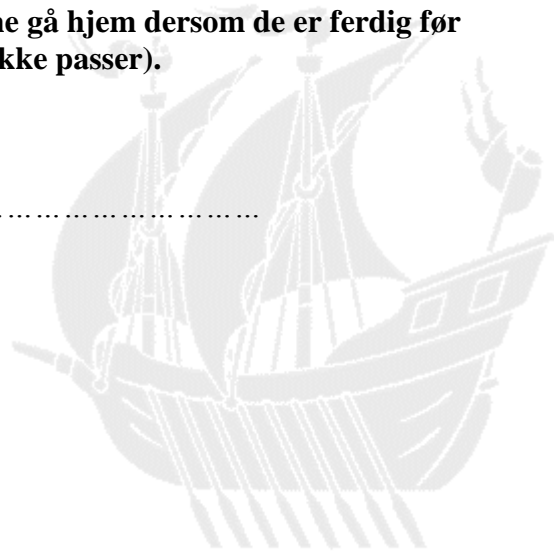 ne gå hjem dersom de er ferdig før
kke passer).
………………………